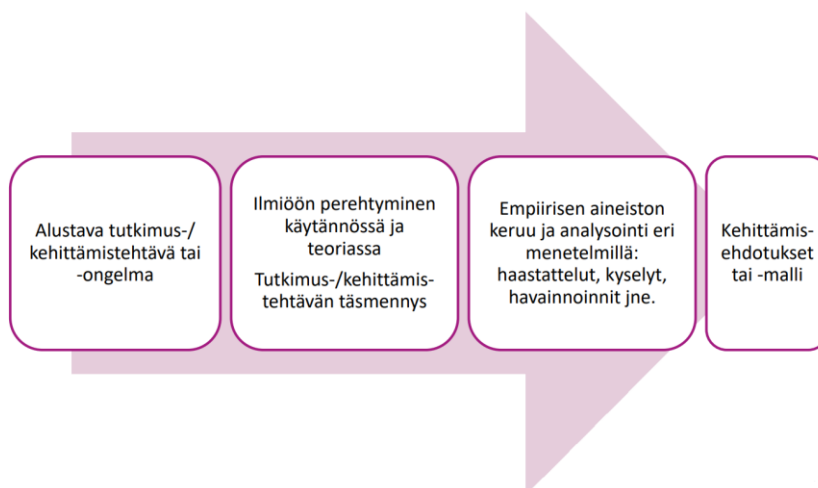 Alustava tutkimus-/
kehittämistehtävä tai
-ongelma
Ilmiöön perehtyminen
käytännössä ja
teoriassa
Tutkimus-/kehittämis-
tehtävän täsmennys
Empiirisen aineiston
keruu ja analysointi eri
menetelmillä:
haastattelut, kyselyt,
havainnoinnit jne.
Kehittämis-
ehdotukset
tai -malli